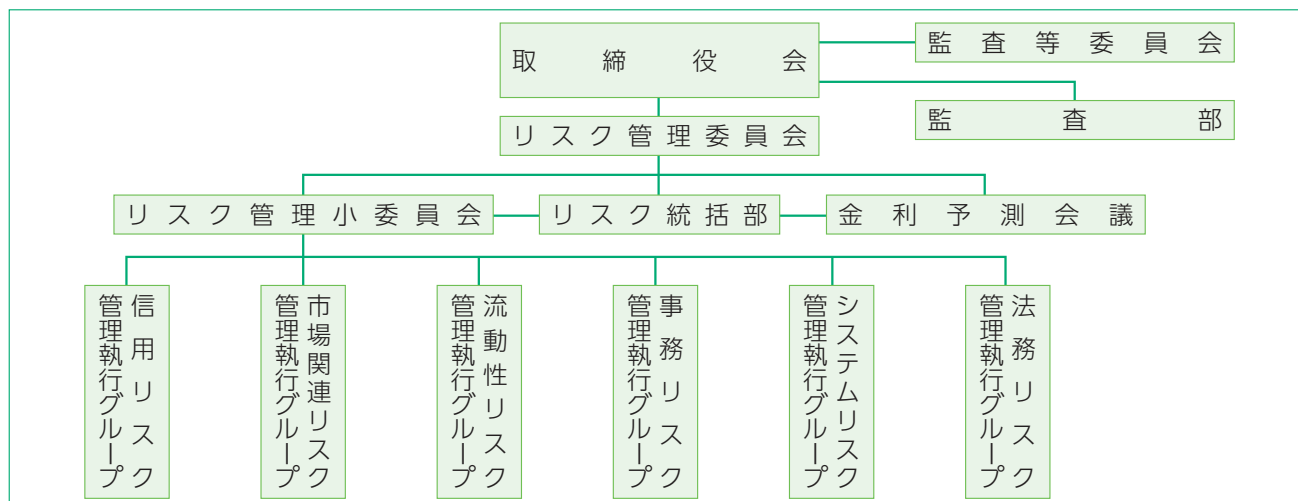 取締役会
監査等委員会
監査部
リスク管理委員会
リスク管理小委員会
リスク統括部
金利予測会議
信用リスク
管理執行グループ
市場関連リスク
管理執行グループ
流動性リスク
管理執行グループ
事務リスク
管理執行グループ
システムリスク
管理執行グループ
法務リスク
管理執行グループ